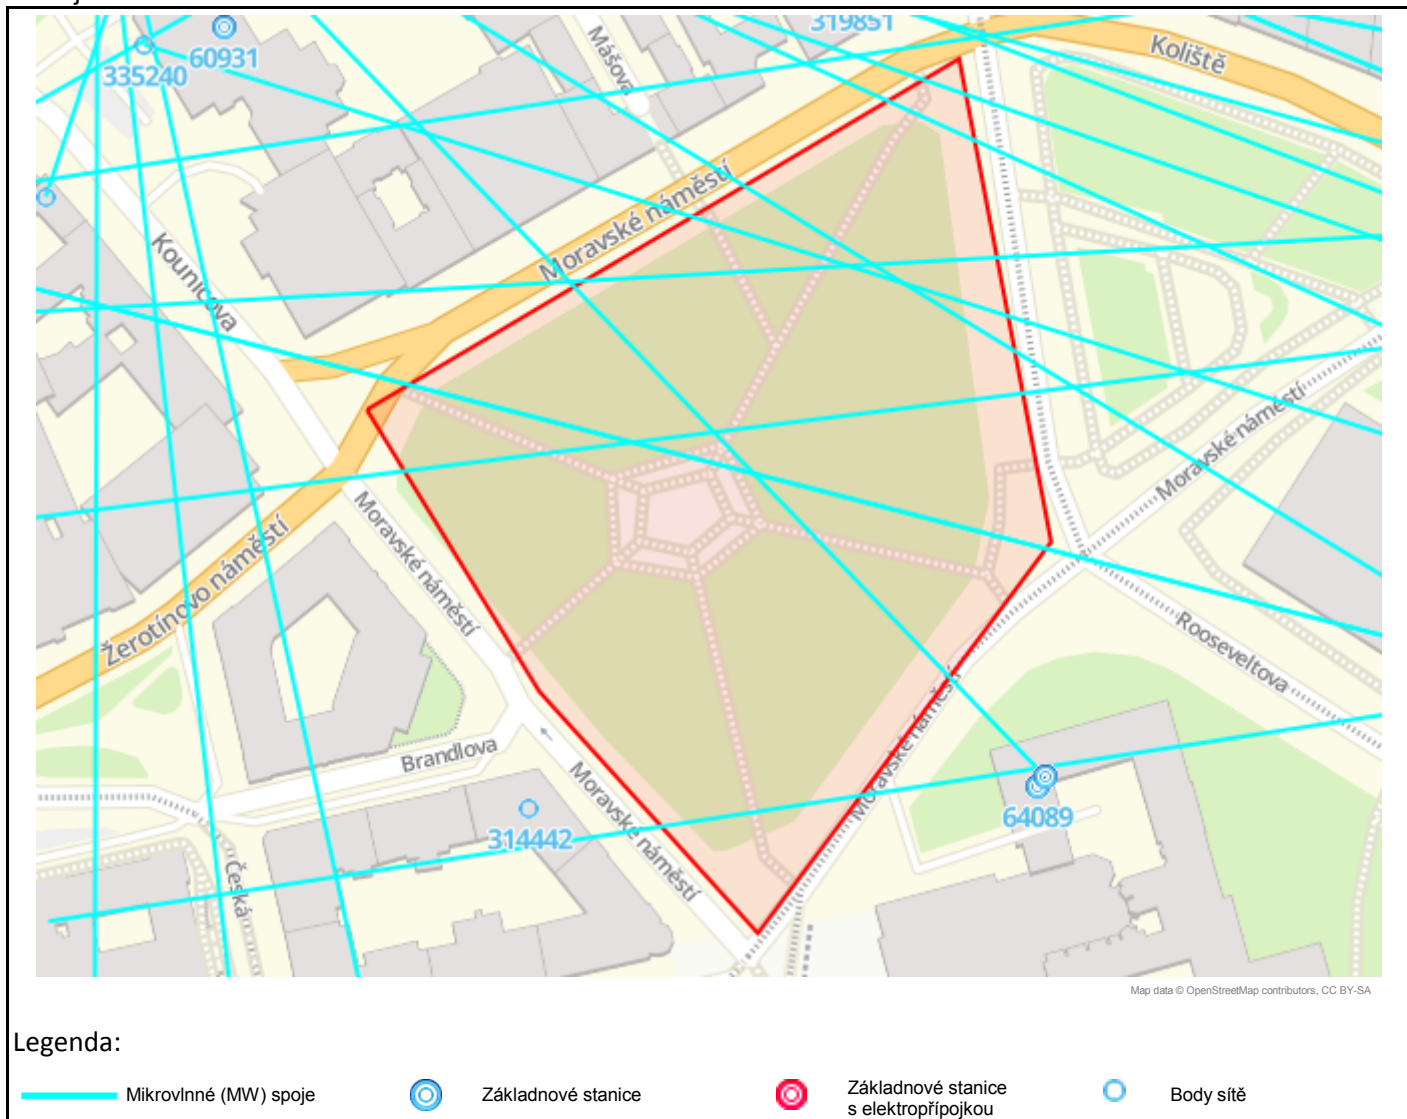 319851
60931
335240
Mášova
Koliště
Moravské náměstí
Kounicova
Moravské náměstí
Moravské náměstí
Žerotínovo náměstí
Rooseveltova
Moravské náměstí
Brandlova
Moravské náměstí
64089
314442
Česká
Map data © OpenStreetMap contributors, CC BY-SA
Legenda:
Mikrovlnné (MW) spoje
Základnové stanice
Základnové stanice
s elektropřípojkou
Body sítě